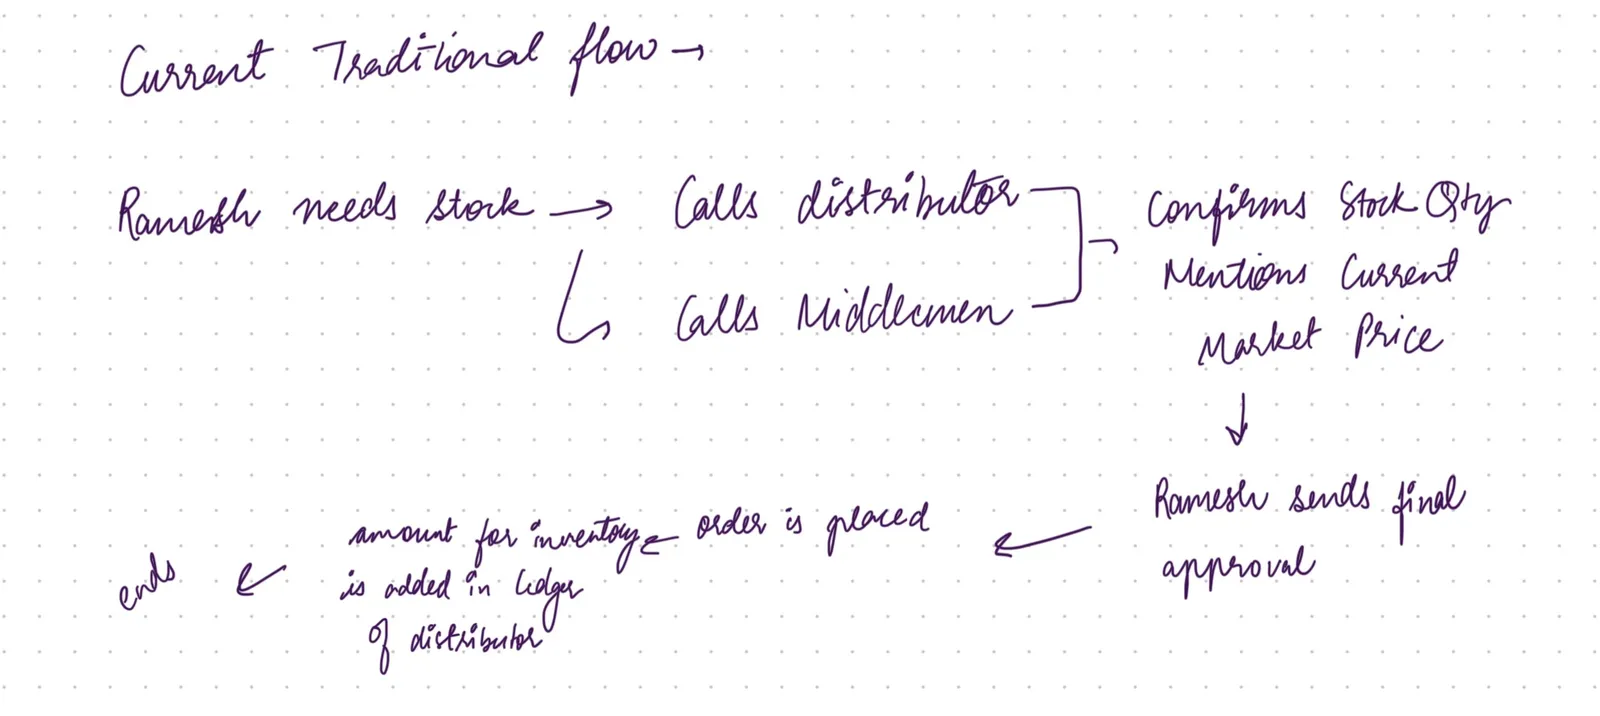 Current Traditional flow →
Ramesh needs stock → Calls distributor
Calls Middlemen
Confirms Stock Qty
Mentions Current
Market Price
Ramesh sends final
approval
order is placed
amount for inventory
is added in ledger
of distributor
ends